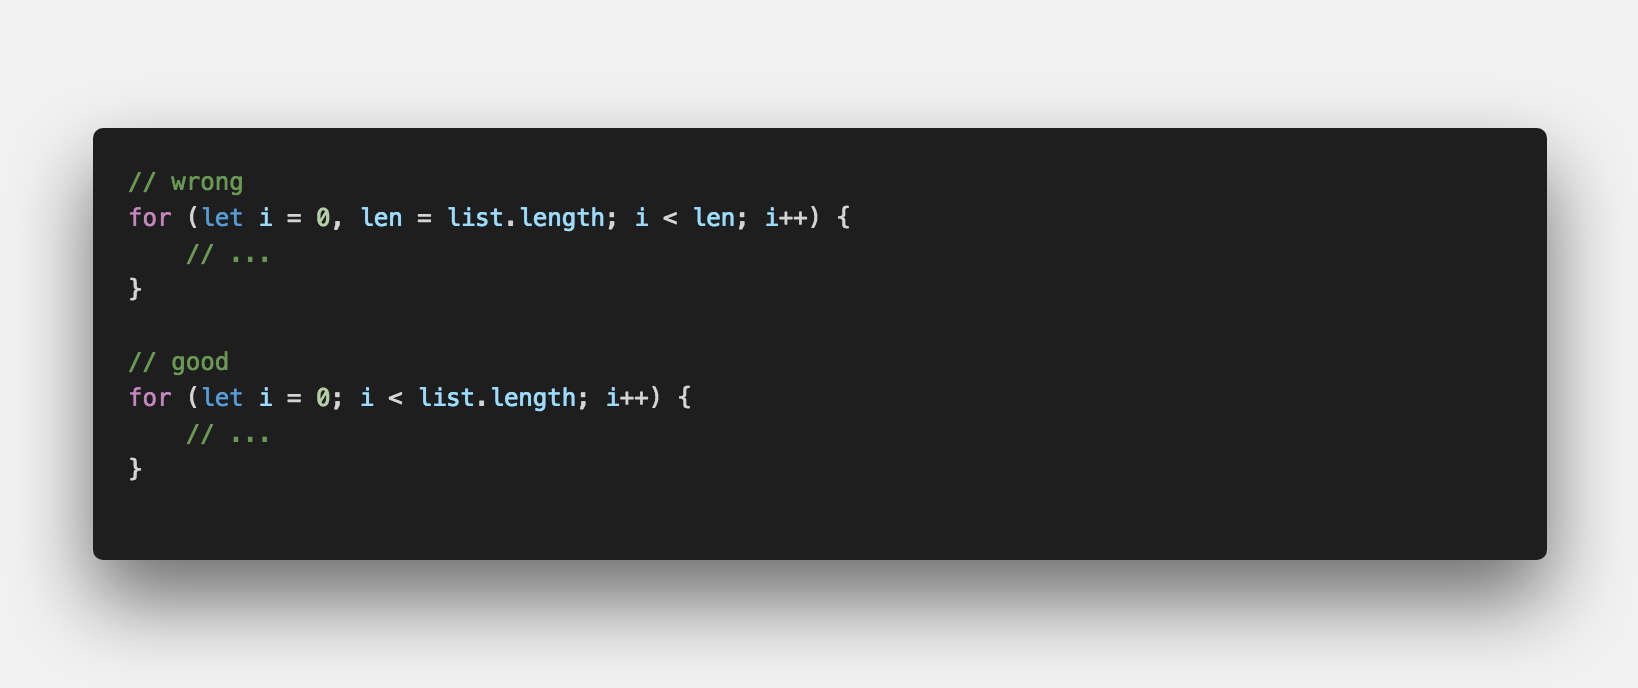 // wrong
for (let i = 0, len = list.length; i < len; i++) {
    // ...
}

// good
for (let i = 0; i < list.length; i++) {
    // ...
}